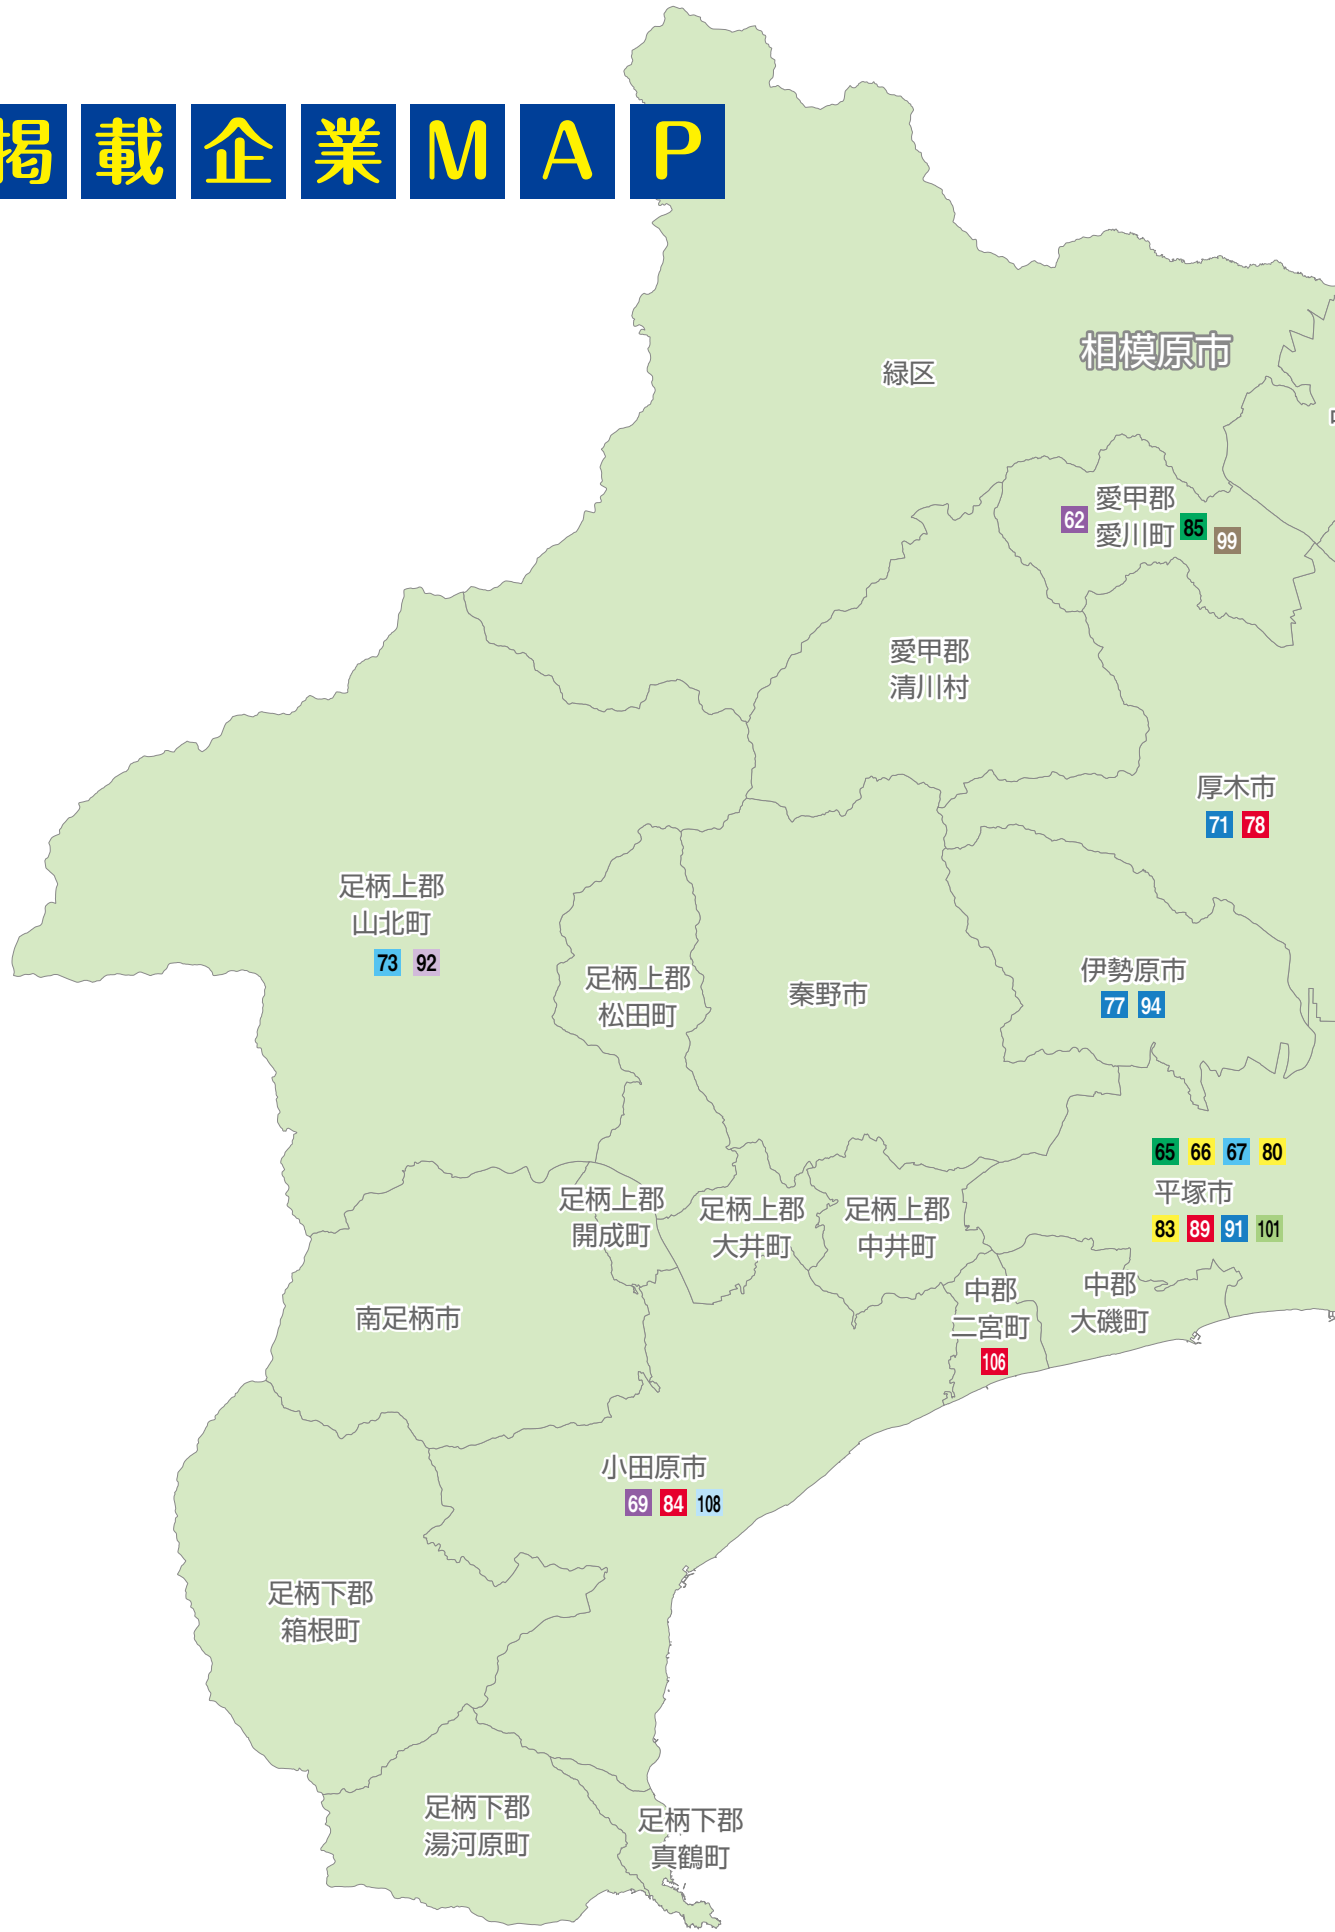 掲載企業MAP
相模原市
緑区
愛甲郡
愛川町
62
85
99
愛甲郡
清川村
厚木市
71 78
足柄上郡
山北町
73 92
足柄上郡
松田町
秦野市
伊勢原市
77 94
65 66 67 80
平塚市
83 89 91 101
足柄上郡
開成町
足柄上郡
大井町
足柄上郡
中井町
中郡
二宮町
106
中郡
大磯町
南足柄市
小田原市
69 84 108
足柄下郡
箱根町
足柄下郡
湯河原町
足柄下郡
真鶴町